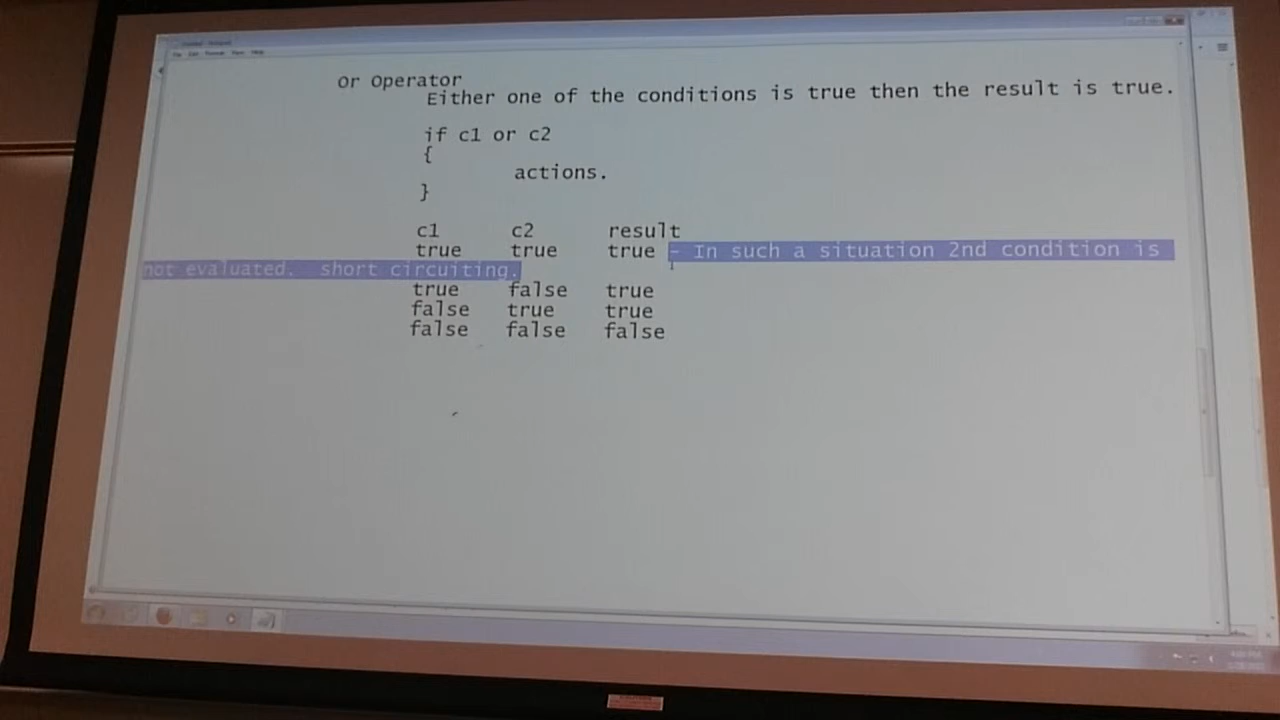 Or Operator
Either one of the conditions is true then the result is true.
if c1 or c2
{
actions.
}
c1 c2 result
true true true - In such a situation 2nd condition is
not evaluated. short circuiting.
true false true
false true true
false false false